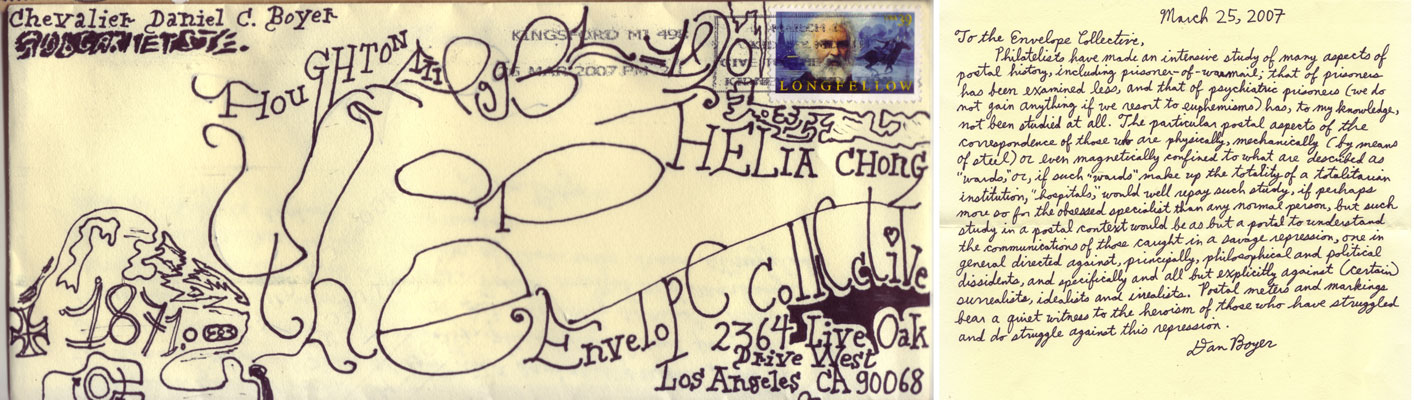 Chevalier Daniel C. Boyer
HOUGHTON
KINGSFORD MI 498
MAR 2007 PM
39
LONGFELLOW
HELIA CHONG
Envelope Collective
2364 Live Oak
Drive West
Los Angeles, CA 90068
1871.
March 25, 2007
To the Envelope Collective,
Philatelists have made an intensive study of many aspects of
postal history, including prisoner-of-war mail; that of prisoners
has been examined less, and that of psychiatric prisoners (we do
not gain anything if we resort to euphemisms) has, to my knowledge,
not been studied at all. The particular postal aspects of the
correspondence of those who are physically, mechanically (by means
of steel) or even magnetically confined to what are described as
"wards," or, if such "wards" make up the totality of a totalitarian
institution, "hospitals," would well repay such study, if perhaps
more so for the obsessed specialist than any normal person, but such
study in a postal context would be as but a portal to understand
the communications of those caught in a savage repression, one in
general directed against, principally, philosophical and political
dissidents, and specifically and all but explicitly against (certain)
surrealists, idealists and irrealists. Postal meters and markings
bear a quiet witness to the heroism of those who have struggled
and do struggle against this repression.
Dan Boyer